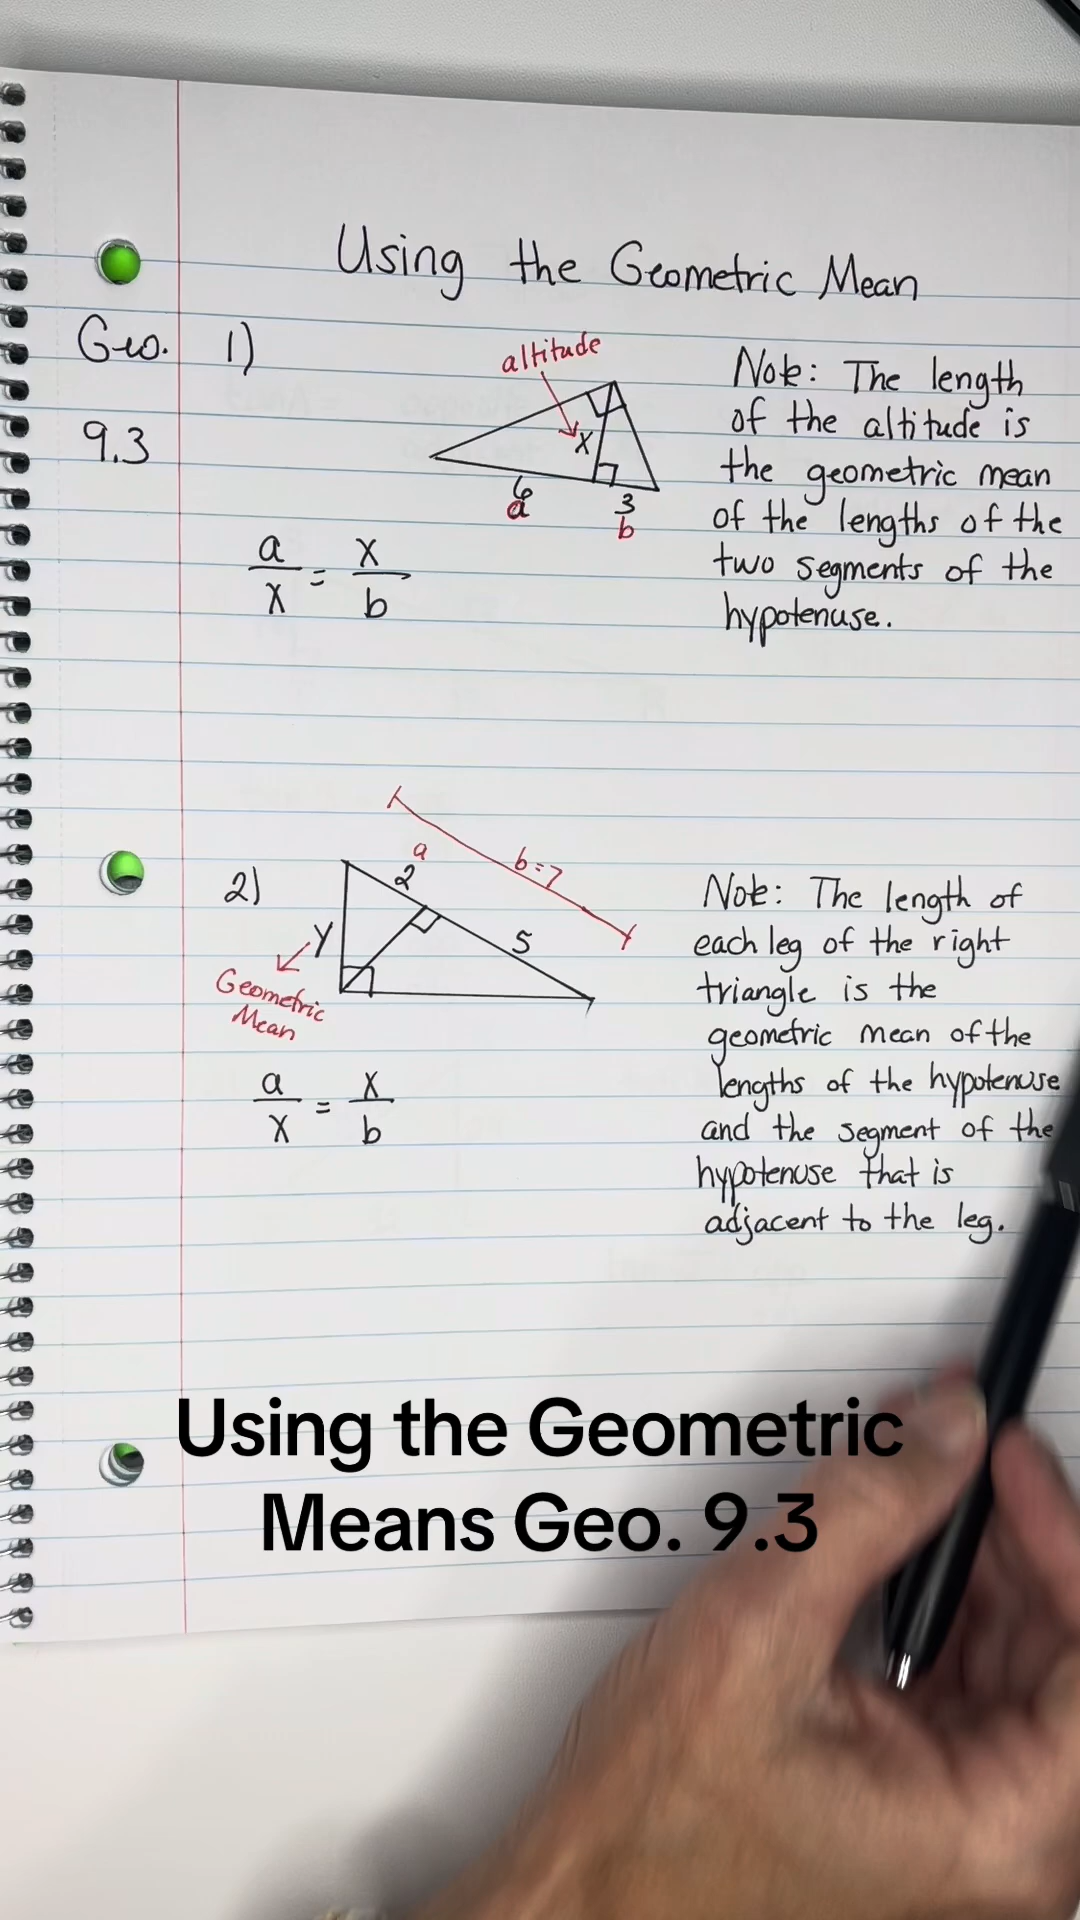 Using the Geometric Mean
Geo. 1)
9.3
altitude
x
6
a
3
b
a/x = x/b
Note: The length
of the altitude is
the geometric mean
of the lengths of the
two segments of the
hypotenuse.
2)
a
2
b=7
5
y
Geometric
Mean
a/x = x/b
Note: The length of
each leg of the right
triangle is the
geometric mean of the
lengths of the hypotenuse
and the segment of the
hypotenuse that is
adjacent to the leg.
Using the Geometric
Means Geo. 9.3